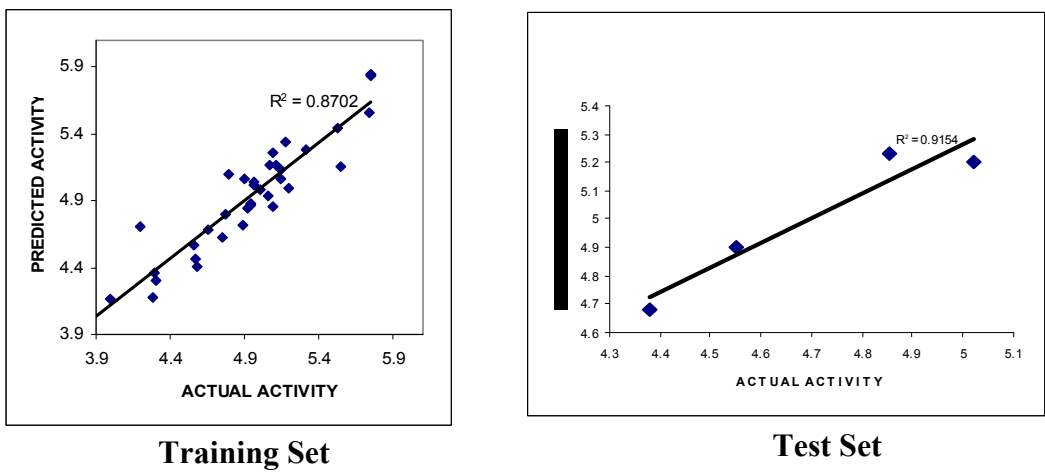 5.9
5.4
4.9
4.4
3.9
PREDICTED ACTIVITY
R² = 0.8702
3.9 4.4 4.9 5.4 5.9
ACTUAL ACTIVITY
Training Set
5.4
5.3
5.2
5.1
5
4.9
4.8
4.7
4.6
R² = 0.9154
4.3 4.4 4.5 4.6 4.7 4.8 4.9 5 5.1
ACTUAL ACTIVITY
Test Set